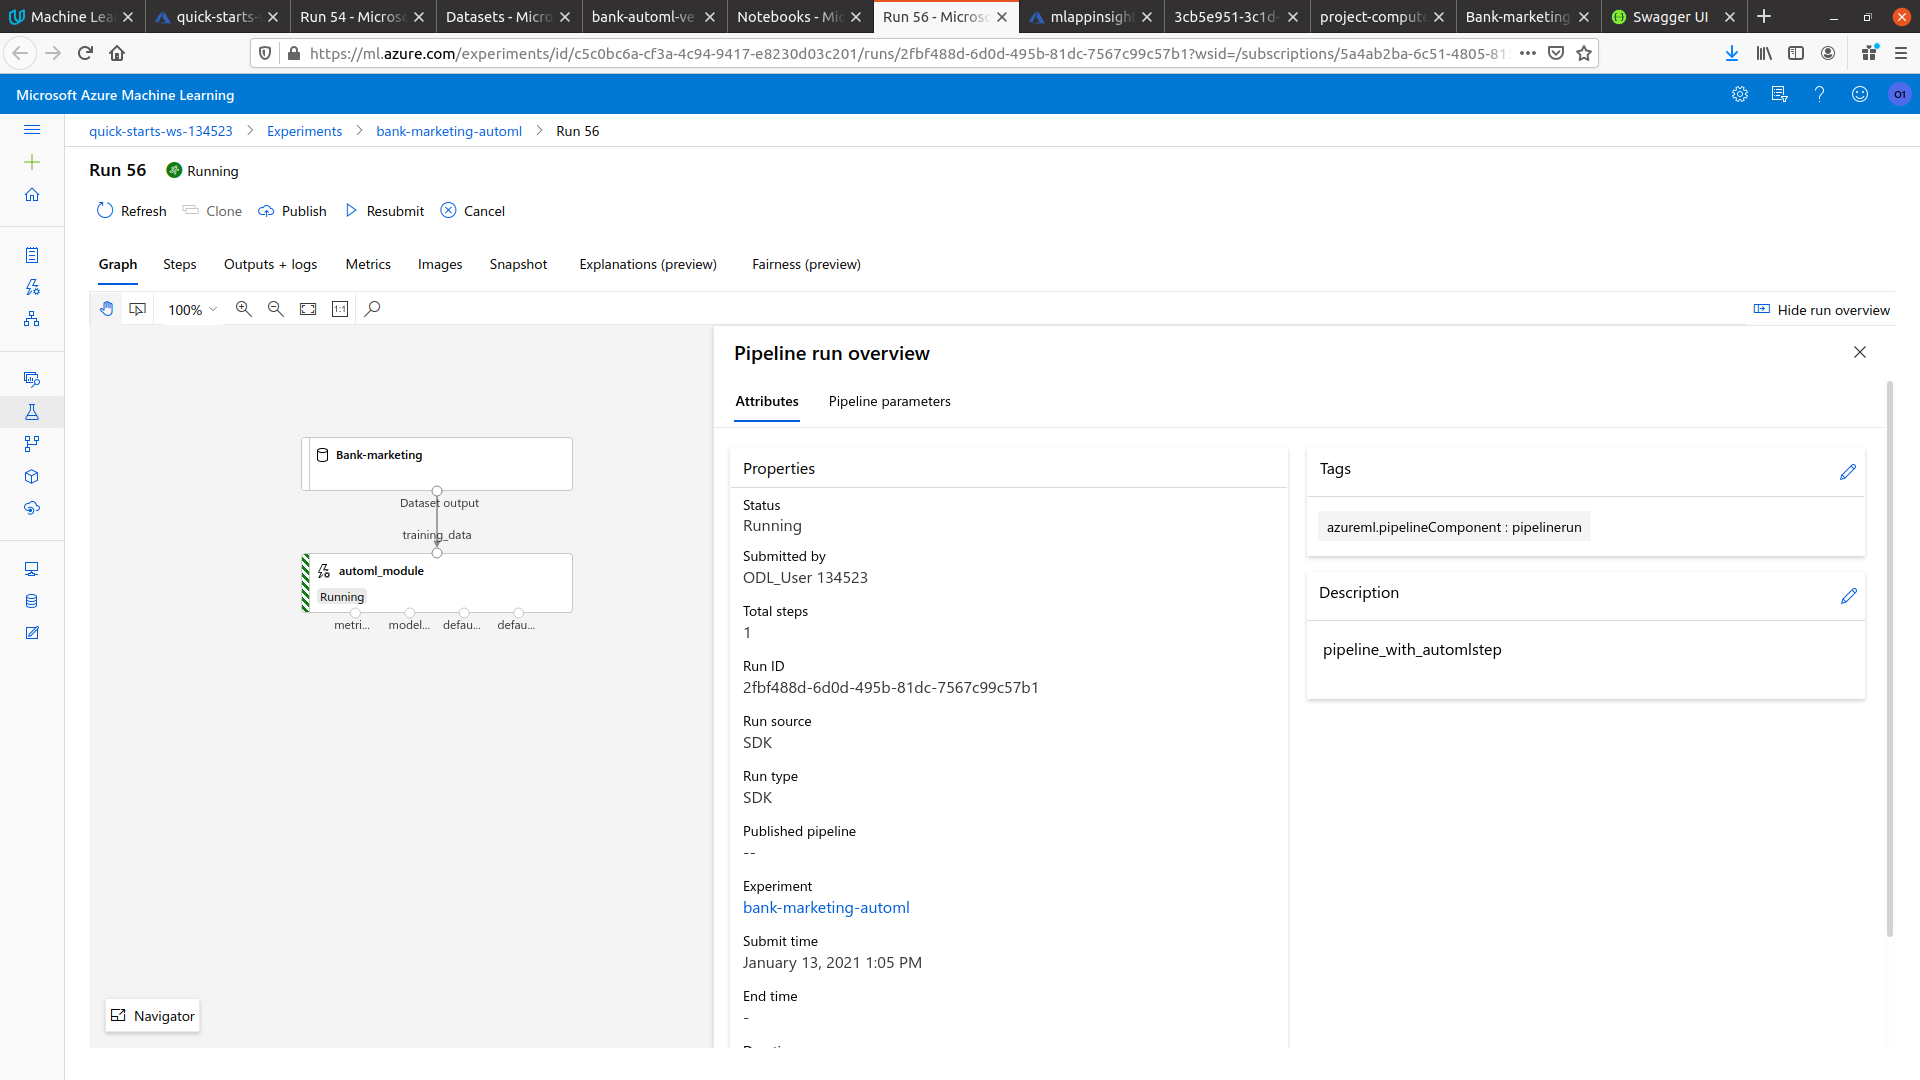 Machine Lea
quick-starts-
Run 54 - Microso
Datasets - Micro
bank-automl-ve
Notebooks - Mic
Run 56 - Microso
mlappinsight
3cb5e951-3c1d-
project-compute
Bank-marketing
Swagger UI
https://ml.azure.com/experiments/id/c5c0bc6a-cf3a-4c94-9417-e8230d03c201/runs/2fbf488d-6d0d-495b-81dc-7567c99c57b1?wsid=/subscriptions/5a4ab2ba-6c51-4805-81
Microsoft Azure Machine Learning
O1
quick-starts-ws-134523 > Experiments > bank-marketing-automl > Run 56
Run 56 Running
Refresh Clone Publish Resubmit Cancel
Graph Steps Outputs + logs Metrics Images Snapshot Explanations (preview) Fairness (preview)
100% 1:1 Hide run overview
Bank-marketing
Dataset output
training_data
automl_module
Running
metri... model... defau... defau...
Navigator
Pipeline run overview
Attributes Pipeline parameters
Properties
Status
Running
Submitted by
ODL_User 134523
Total steps
1
Run ID
2fbf488d-6d0d-495b-81dc-7567c99c57b1
Run source
SDK
Run type
SDK
Published pipeline
--
Experiment
bank-marketing-automl
Submit time
January 13, 2021 1:05 PM
End time
-
Tags
azureml.pipelineComponent : pipelinerun
Description
pipeline_with_automlstep